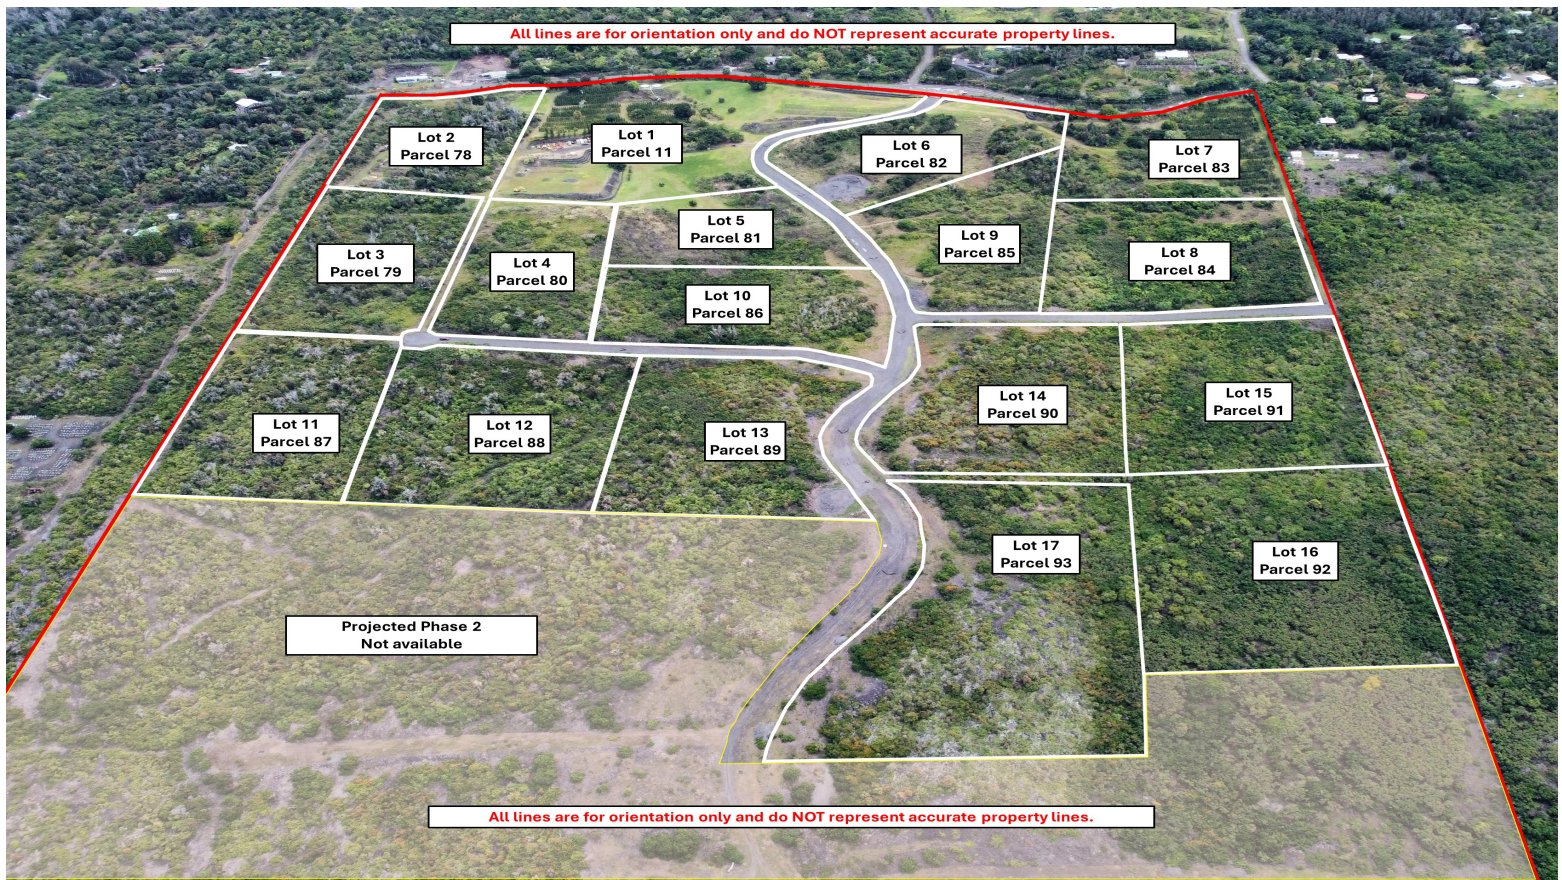 All lines are for orientation only and do NOT represent accurate property lines.
Lot 2
Parcel 78
Lot 1
Parcel 11
Lot 6
Parcel 82
Lot 7
Parcel 83
Lot 3
Parcel 79
Lot 4
Parcel 80
Lot 5
Parcel 81
Lot 9
Parcel 85
Lot 8
Parcel 84
Lot 10
Parcel 86
Lot 11
Parcel 87
Lot 12
Parcel 88
Lot 13
Parcel 89
Lot 14
Parcel 90
Lot 15
Parcel 91
Lot 17
Parcel 93
Lot 16
Parcel 92
Projected Phase 2
Not available
All lines are for orientation only and do NOT represent accurate property lines.